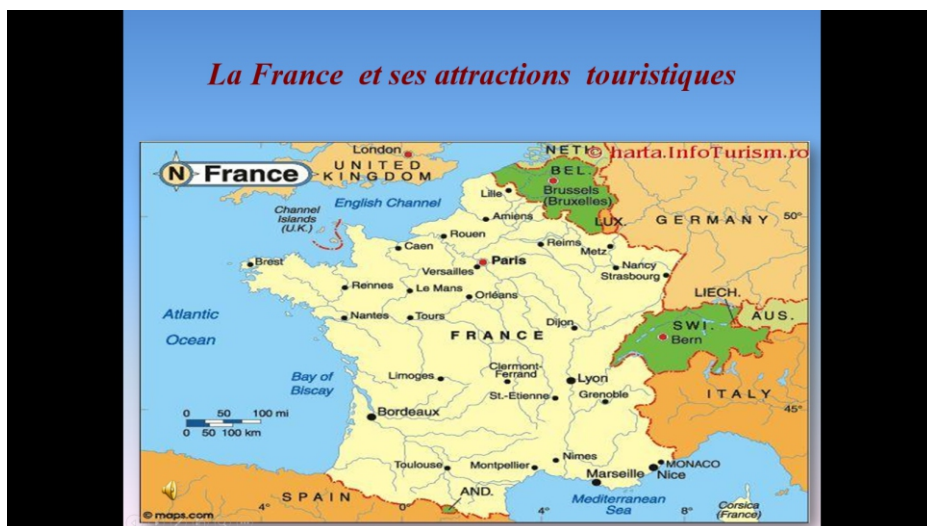 La France et ses attractions touristiques
© harta.InfoTurism.ro
London
NETH.
UNITED
KINGDOM
BEL.
N France
Brussels
(Bruxelles)
Lille
English Channel
Channel
Islands
(U.K.)
Amiens
LUX.
GERMANY
50°
Rouen
Caen
Reims
Metz
Paris
Brest
Versailles
Nancy
Strasbourg
Rennes
Le Mans
Orléans
LIECH.
Atlantic
Ocean
Nantes
Tours
AUS.
FRANCE
Dijon
SWI.
Bern
Bay of
Biscay
Limoges
Clermont-
Ferrand
Lyon
St.-Etienne
Grenoble
ITALY
45°
0 50 100 mi
0 50 100 km
Bordeaux
Toulouse
Montpellier
Nimes
MONACO
Nice
Marseille
AND.
SPAIN
Mediterranean
Sea
Corsica
(France)
4°
0°
4°
8°
© maps.com